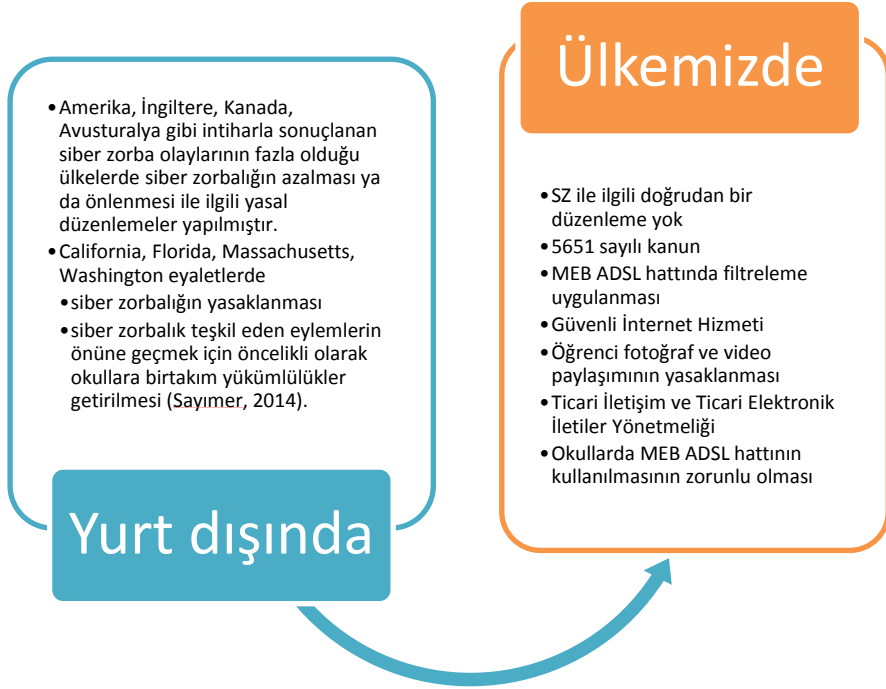 •Amerika, İngiltere, Kanada,
Avusturalya gibi intiharla sonuçlanan
siber zorba olaylarının fazla olduğu
ülkelerde siber zorbalığın azalması ya
da önlenmesi ile ilgili yasal
düzenlemeler yapılmıştır.
•California, Florida, Massachusetts,
Washington eyaletlerde
•siber zorbalığın yasaklanması
•siber zorbalık teşkil eden eylemlerin
önüne geçmek için öncelikli olarak
okullara birtakım yükümlülükler
getirilmesi (Sayımer, 2014).
Yurt dışında
Ülkemizde
•SZ ile ilgili doğrudan bir
düzenleme yok
•5651 sayılı kanun
•MEB ADSL hattında filtreleme
uygulanması
•Güvenli İnternet Hizmeti
•Öğrenci fotoğraf ve video
paylaşımının yasaklanması
•Ticari İletişim ve Ticari Elektronik
İletiler Yönetmeliği
•Okullarda MEB ADSL hattının
kullanılmasının zorunlu olması